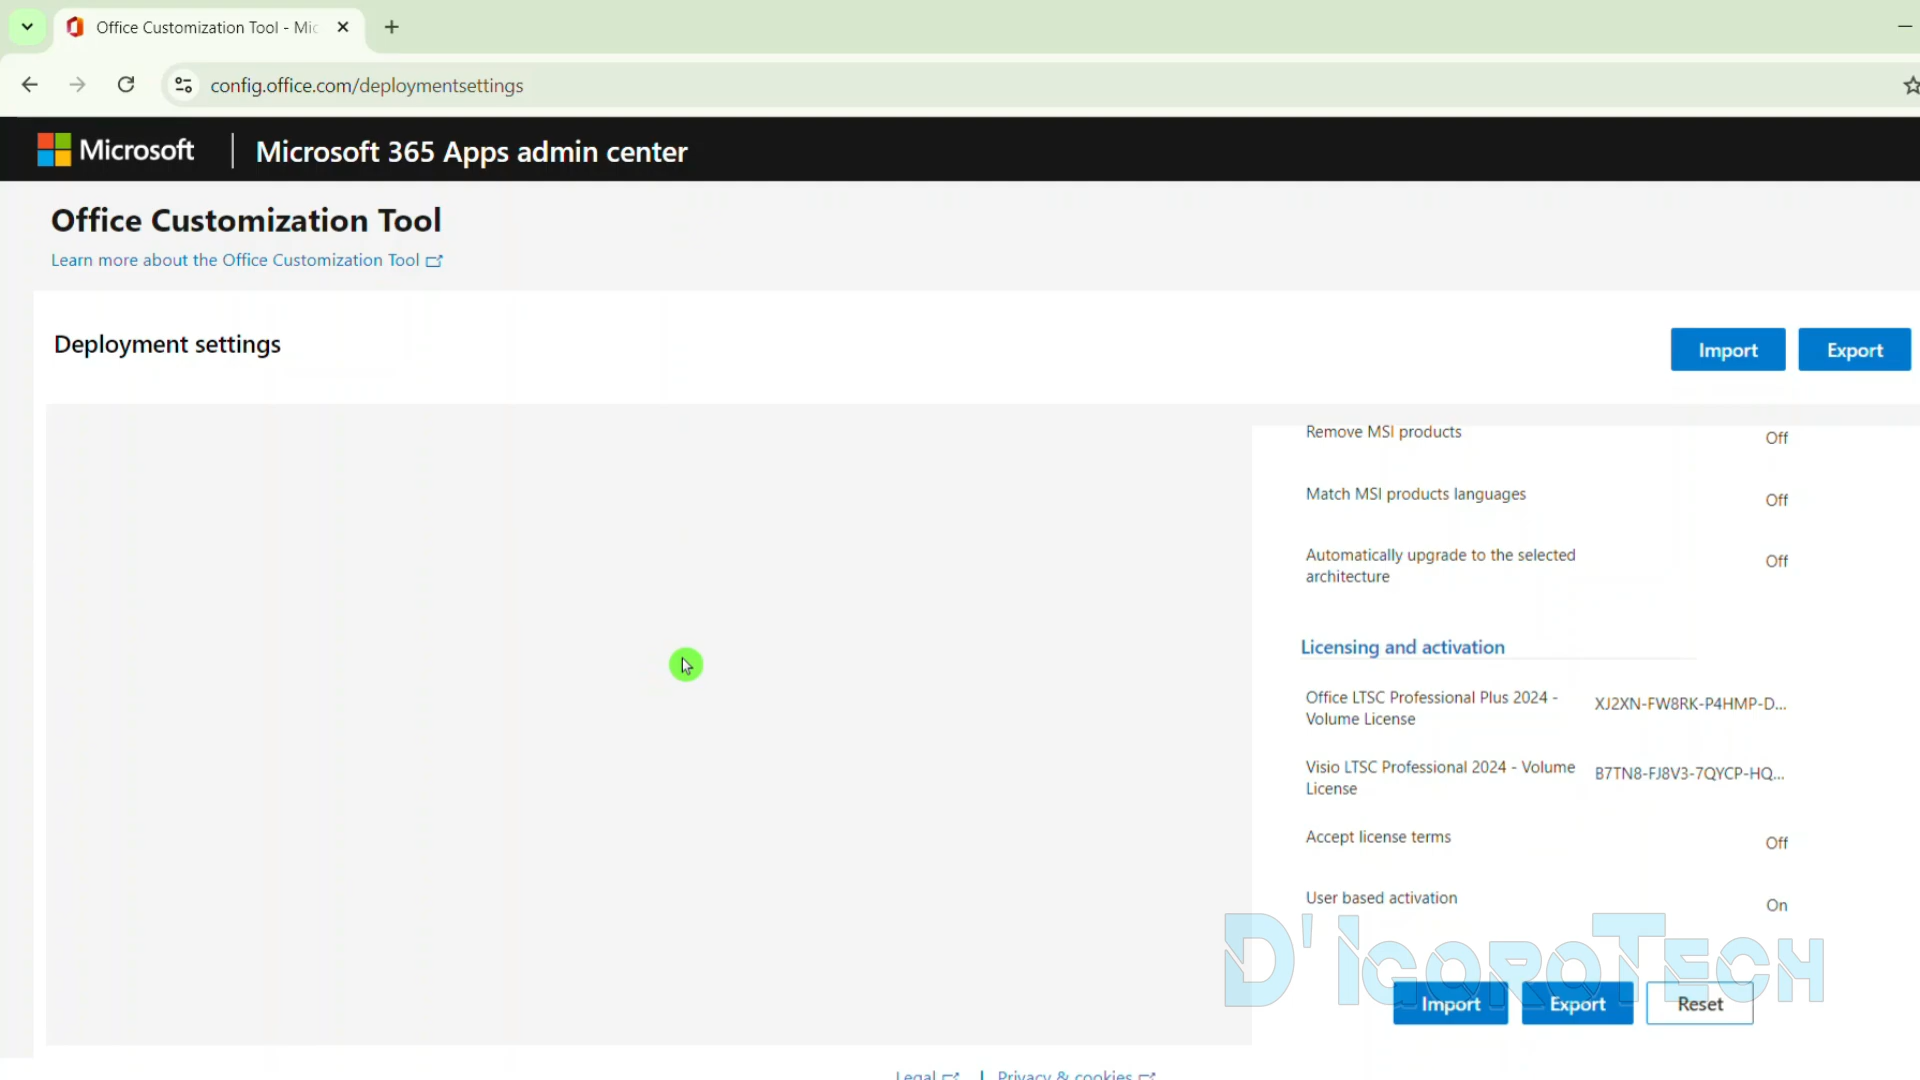 Office Customization Tool - Mic
config.office.com/deploymentsettings
Microsoft | Microsoft 365 Apps admin center
Office Customization Tool
Learn more about the Office Customization Tool
Deployment settings
Import
Export
Remove MSI products
Off
Match MSI products languages
Off
Automatically upgrade to the selected
architecture
Off
Licensing and activation
Office LTSC Professional Plus 2024 -
Volume License
XJ2XN-FW8RK-P4HMP-D...
Visio LTSC Professional 2024 - Volume
License
B7TN8-FJ8V3-7QYCP-HQ...
Accept license terms
Off
User based activation
On
D'IGOROTECH
Import
Export
Reset
Legal | Privacy & cookies